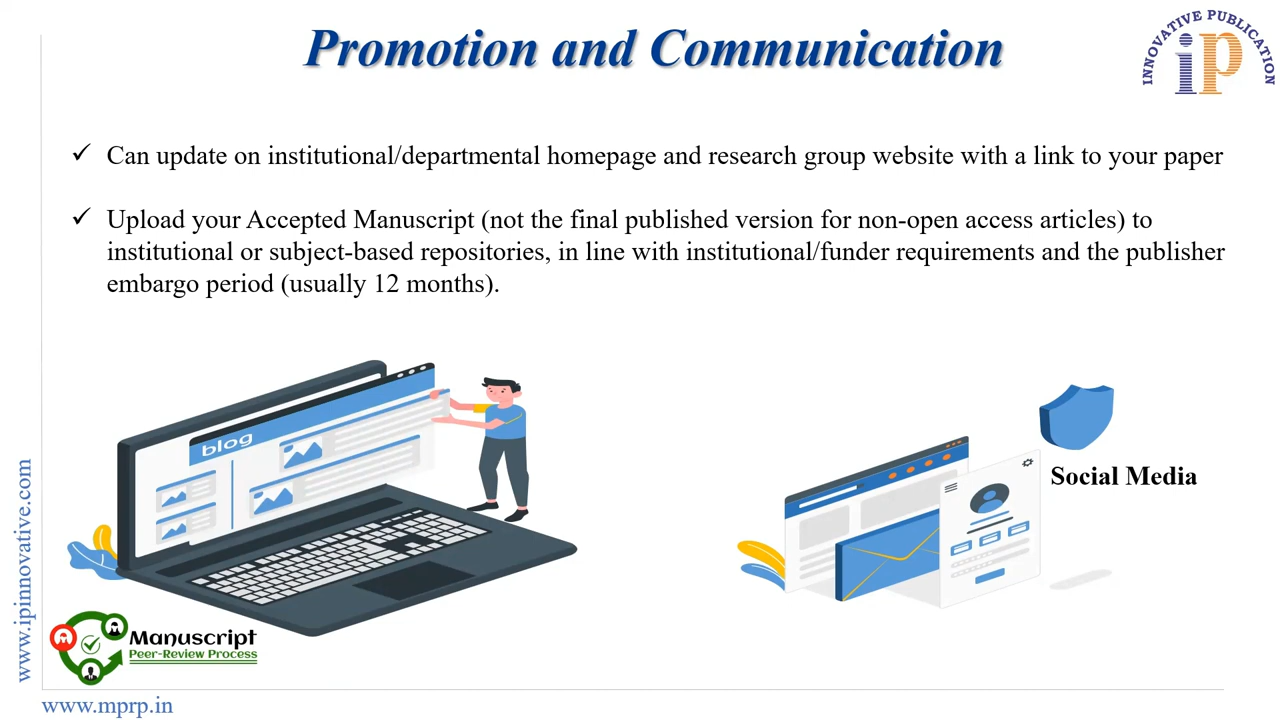 Promotion and Communication
INNOVATIVE PUBLICATION
ip
✓ Can update on institutional/departmental homepage and research group website with a link to your paper
✓ Upload your Accepted Manuscript (not the final published version for non-open access articles) to
institutional or subject-based repositories, in line with institutional/funder requirements and the publisher
embargo period (usually 12 months).
blog
Social Media
www.ipinnovative.com
Manuscript
Peer-Review Process
www.mprp.in